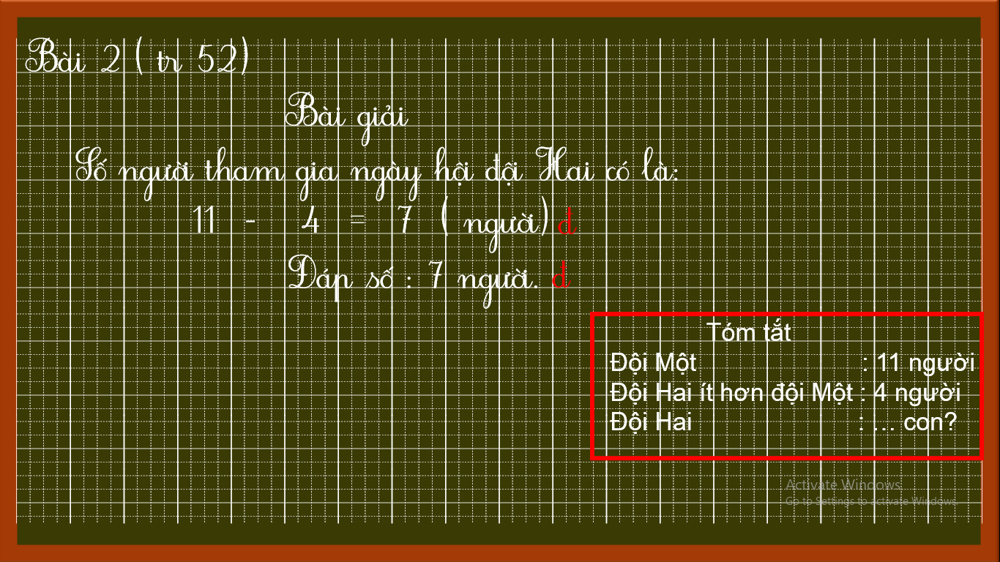 Bài 2 ( tr 52)
Bài giải
Số người tham gia ngày hội đội Hai có là:
11 - 4 = 7 ( người) đ
Đáp số : 7 người. đ
Tóm tắt
Đội Một : 11 người
Đội Hai ít hơn đội Một : 4 người
Đội Hai : …. con?
Activate Windows
Go to Settings to activate Windows.